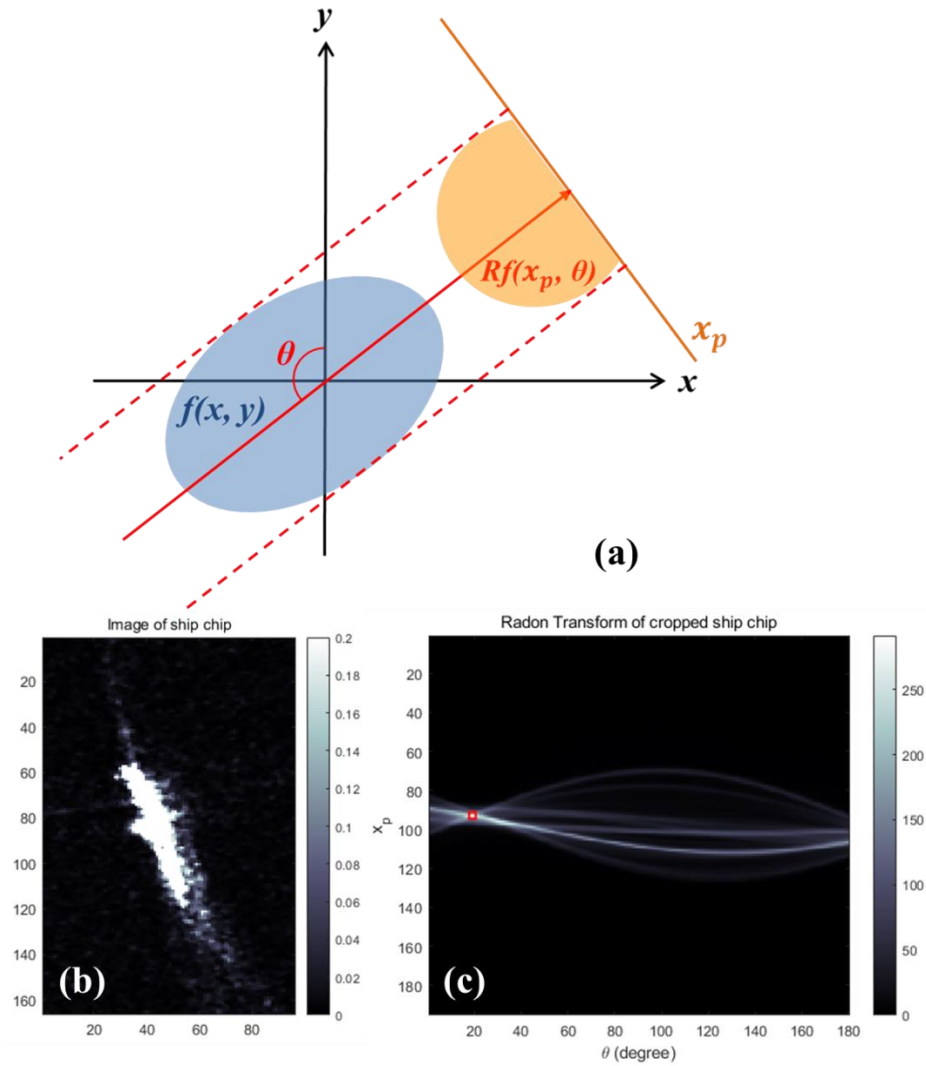 y
x_p
Rf(x_p, θ)
θ
x
f(x, y)
(a)
Image of ship chip
0.2
0.18
0.16
0.14
0.12
0.1
0.08
0.06
0.04
0.02
0
20
40
60
80
100
120
140
160
20 40 60 80
(b)
Radon Transform of cropped ship chip
20
40
60
80
100
120
140
160
180
x_p
20 40 60 80 100 120 140 160 180
θ (degree)
250
200
150
100
50
0
(c)